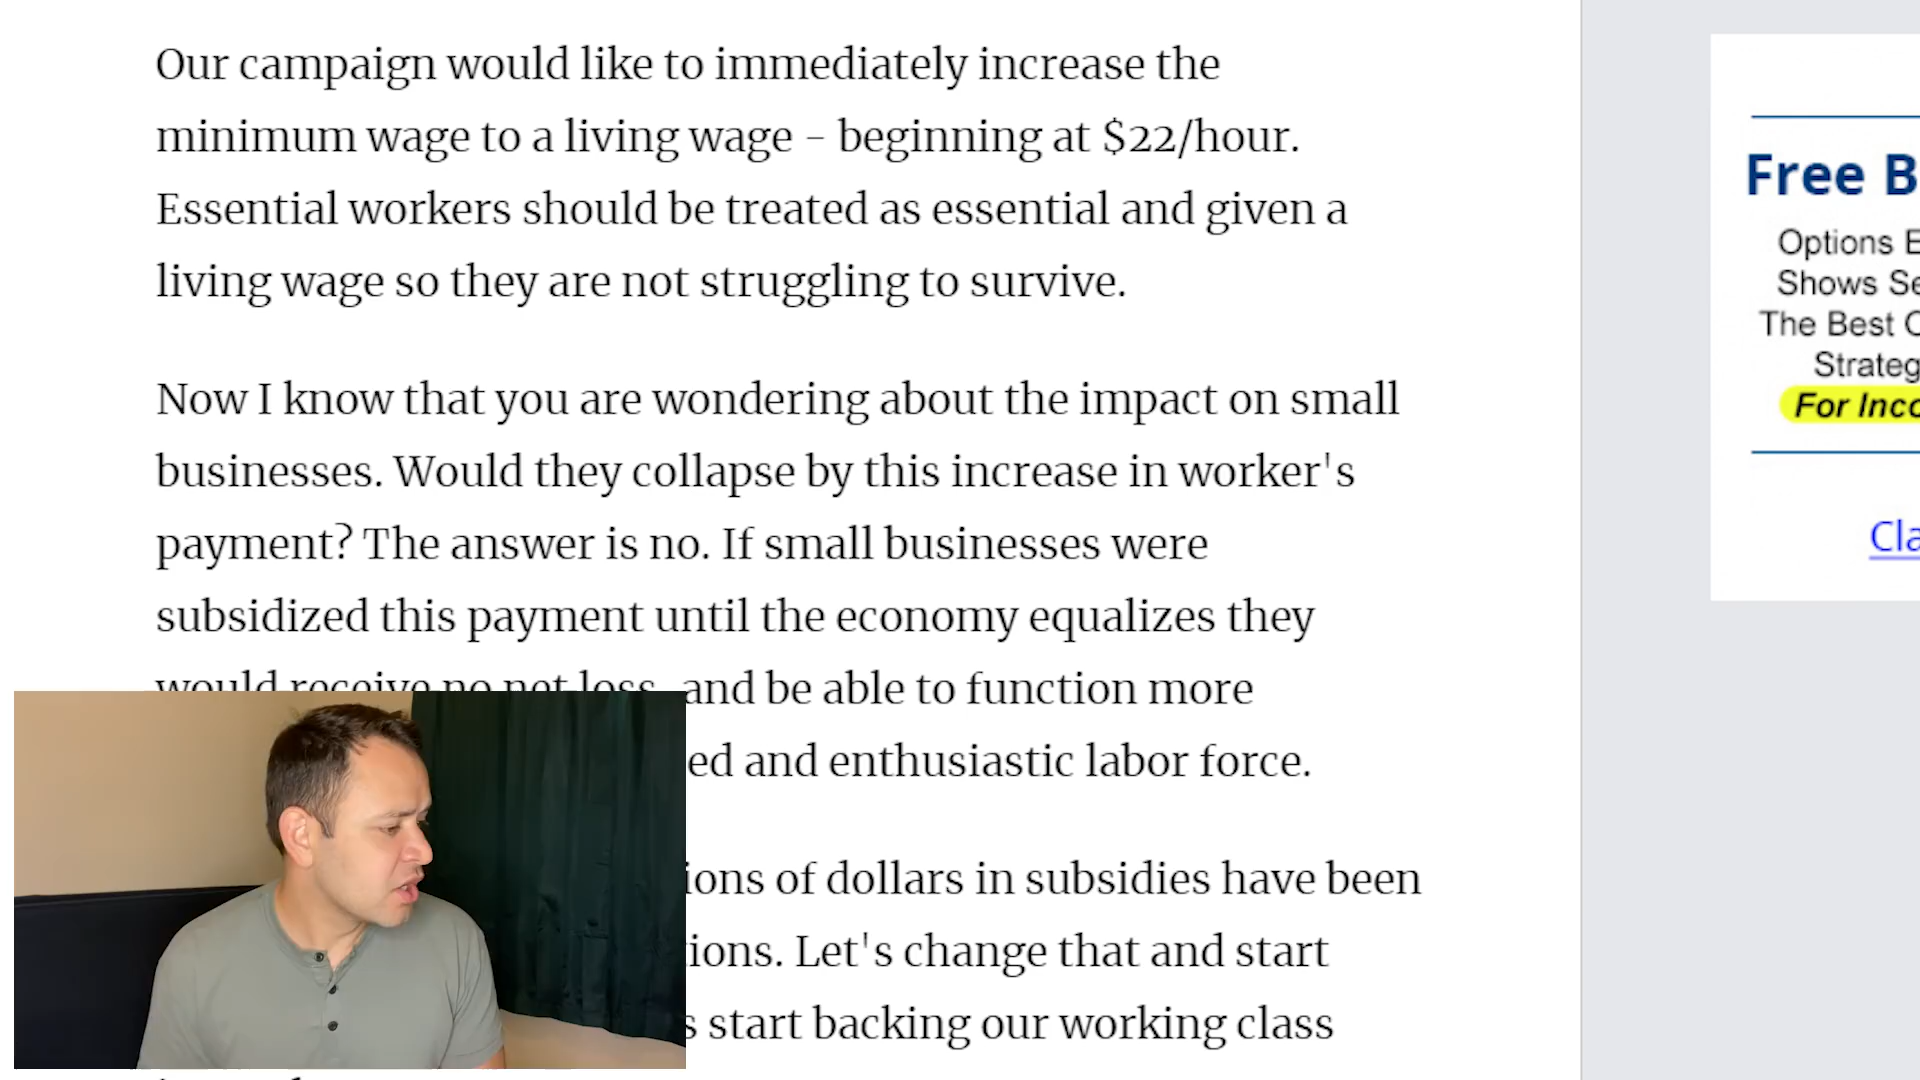 Our campaign would like to immediately increase the
minimum wage to a living wage – beginning at $22/hour.
Essential workers should be treated as essential and given a
living wage so they are not struggling to survive.
Now I know that you are wondering about the impact on small
businesses. Would they collapse by this increase in worker's
payment? The answer is no. If small businesses were
subsidized this payment until the economy equalizes they
would receive no net loss, and be able to function more
ed and enthusiastic labor force.
ions of dollars in subsidies have been
ions. Let's change that and start
s start backing our working class
Free B
Options E
Shows Se
The Best O
Strateg
For Inco
Cla